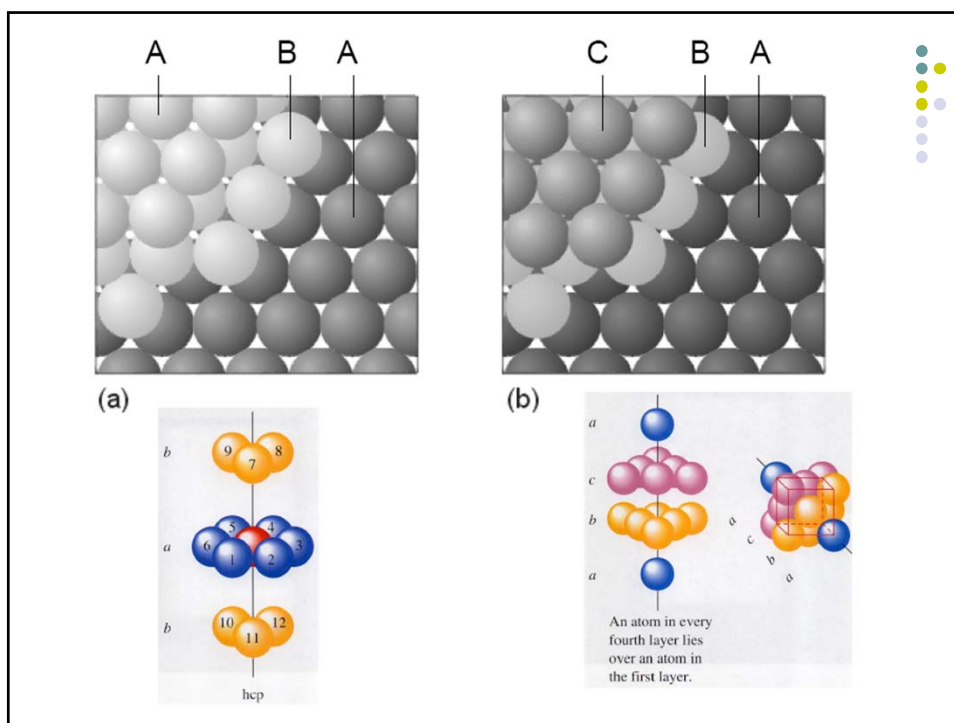 A B A
C B A
(a)
(b)
b
9 8
7
a
5 4
6 3
1 2
b
10 12
11
hcp
a
c
b
a
An atom in every
fourth layer lies
over an atom in
the first layer.
a
c
b
a